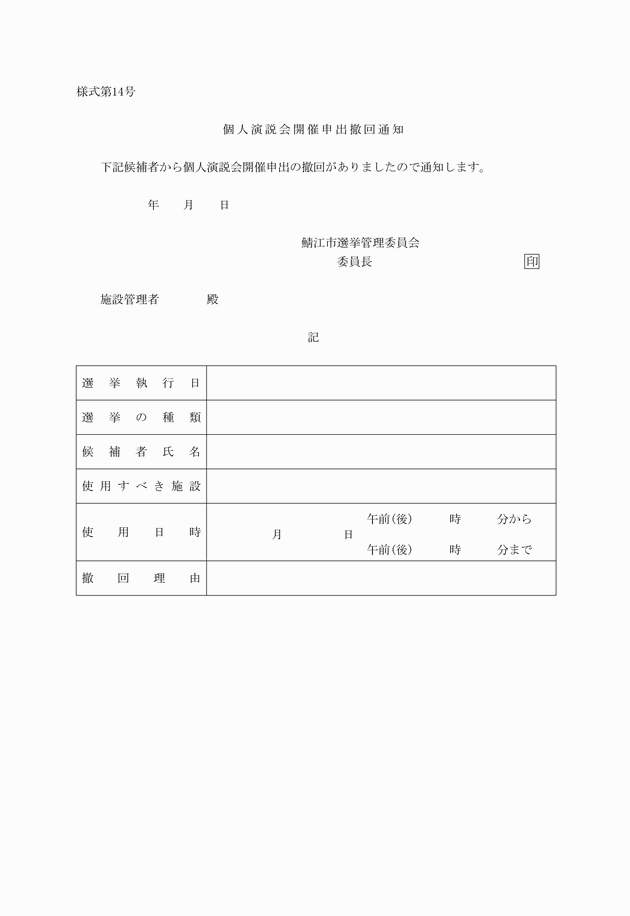 様式第14号
個人演説会開催申出撤回通知
下記候補者から個人演説会開催申出の撤回がありましたので通知します。
年　月　日
鯖江市選挙管理委員会
委員長　印
施設管理者　殿
記
選挙執行日
選挙の種類
候補者氏名
使用すべき施設
使用日時　月　日　午前(後)　時　分から
午前(後)　時　分まで
撤回理由